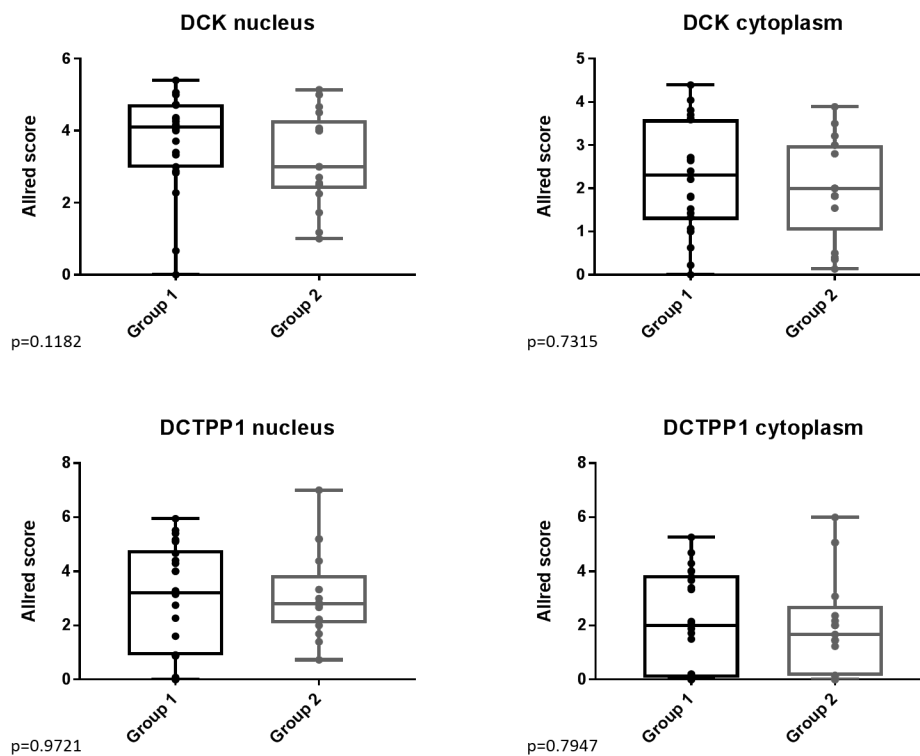 DCK nucleus
Allred score
6
4
2
0
Group 1
Group 2
p=0.1182
DCK cytoplasm
Allred score
5
4
3
2
1
0
Group 1
Group 2
p=0.7315
DCTPP1 nucleus
Allred score
8
6
4
2
0
Group 1
Group 2
p=0.9721
DCTPP1 cytoplasm
Allred score
8
6
4
2
0
Group 1
Group 2
p=0.7947